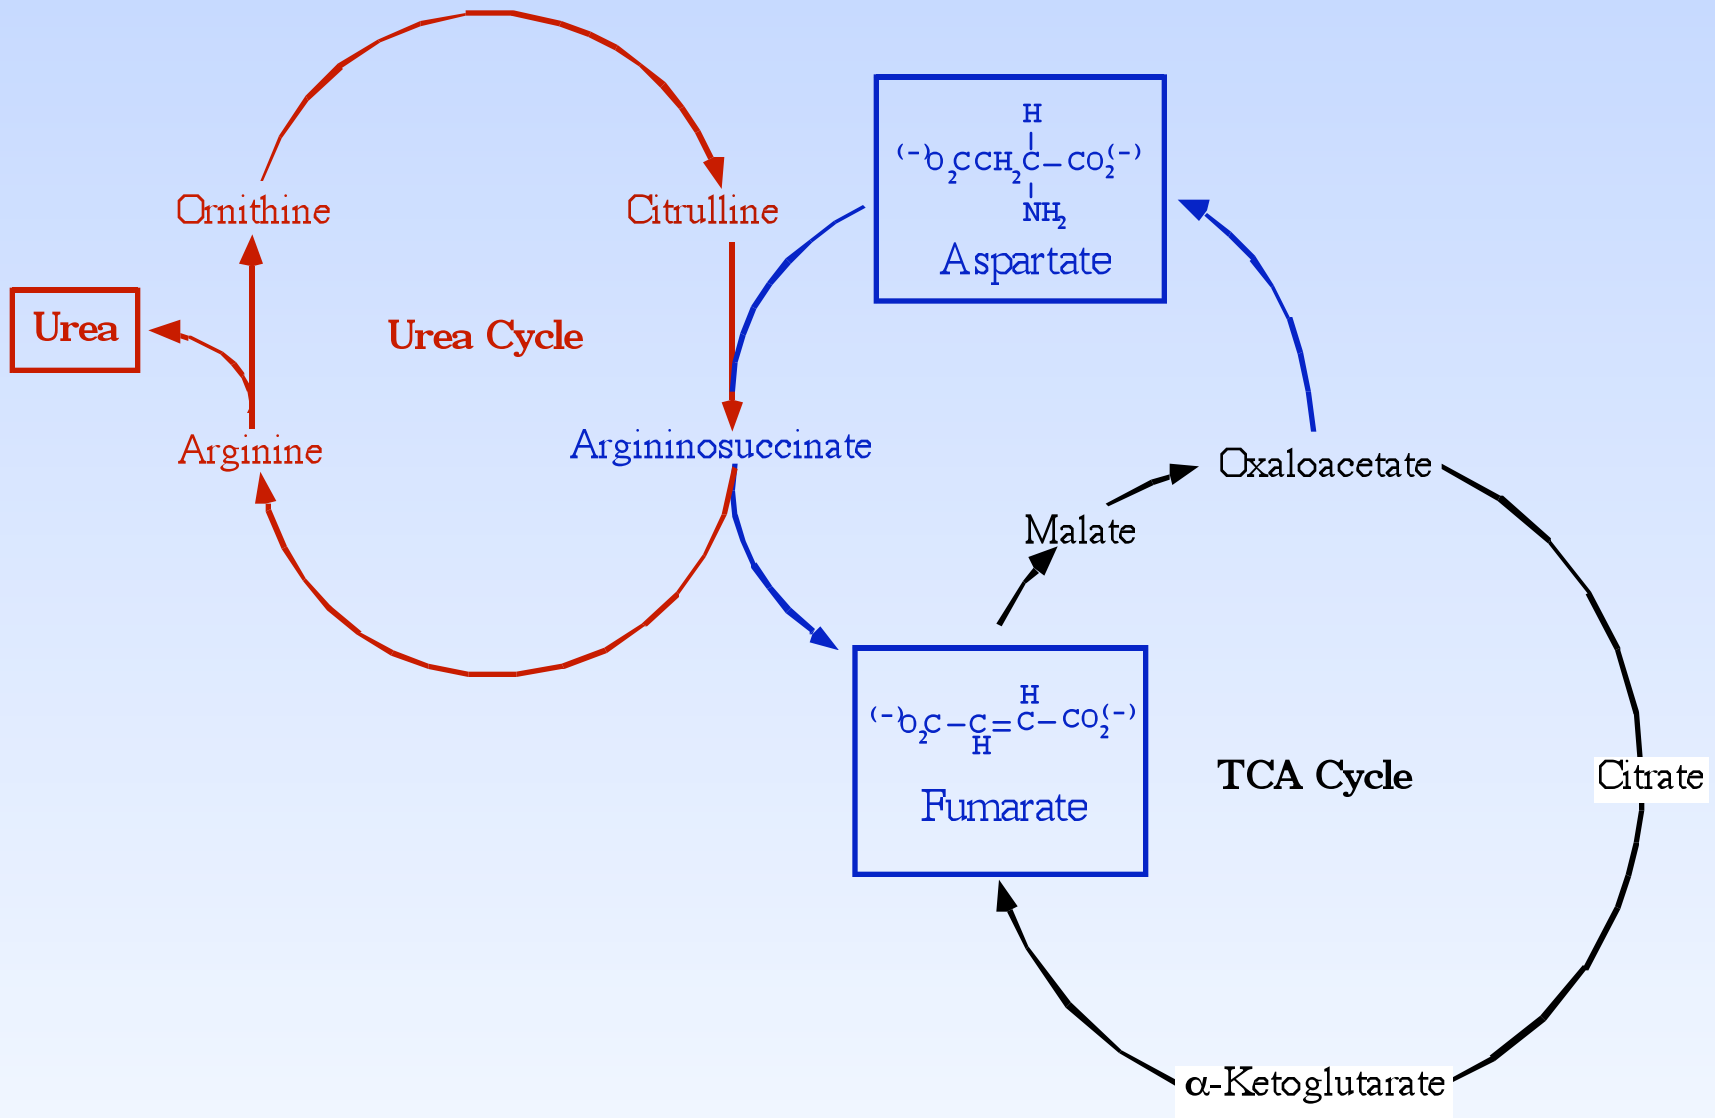 Ornithine
Citrulline
Urea
Urea Cycle
Arginine
Argininosuccinate
H
(-)O2CCH2C—CO2(-)
NH2
Aspartate
Oxaloacetate
Malate
H
(-)O2C—C=C—CO2(-)
H
Fumarate
TCA Cycle
Citrate
α-Ketoglutarate